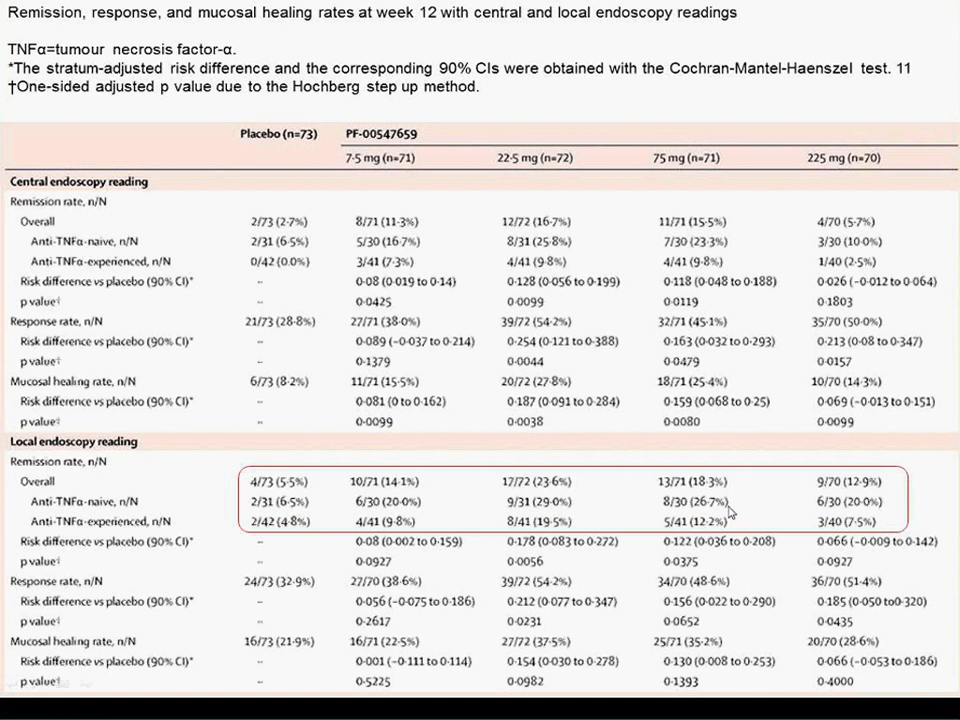 Remission, response, and mucosal healing rates at week 12 with central and local endoscopy readings
TNFα=tumour necrosis factor-α.
*The stratum-adjusted risk difference and the corresponding 90% CIs were obtained with the Cochran-Mantel-Haenszel test. 11
†One-sided adjusted p value due to the Hochberg step up method.
Placebo (n=73) PF-00547659
7·5 mg (n=71) 22·5 mg (n=72) 75 mg (n=71) 225 mg (n=70)
Central endoscopy reading
Remission rate, n/N
Overall 2/73 (2·7%) 8/71 (11·3%) 12/72 (16·7%) 11/71 (15·5%) 4/70 (5·7%)
Anti-TNFα-naive, n/N 2/31 (6·5%) 5/30 (16·7%) 8/31 (25·8%) 7/30 (23·3%) 3/30 (10·0%)
Anti-TNFα-experienced, n/N 0/42 (0.0%) 3/41 (7·3%) 4/41 (9·8%) 4/41 (9·8%) 1/40 (2·5%)
Risk difference vs placebo (90% CI)* ·· 0·08 (0·019 to 0·14) 0·128 (0·056 to 0·199) 0·118 (0·048 to 0·188) 0·026 (−0·012 to 0·064)
p value† ·· 0·0425 0·0099 0·0119 0·1803
Response rate, n/N 21/73 (28·8%) 27/71 (38·0%) 39/72 (54·2%) 32/71 (45·1%) 35/70 (50·0%)
Risk difference vs placebo (90% CI)* ·· 0·089 (−0·037 to 0·214) 0·254 (0·121 to 0·388) 0·163 (0·032 to 0·293) 0·213 (0·08 to 0·347)
p value† ·· 0·1379 0·0044 0·0479 0·0157
Mucosal healing rate, n/N 6/73 (8·2%) 11/71 (15·5%) 20/72 (27·8%) 18/71 (25·4%) 10/70 (14·3%)
Risk difference vs placebo (90% CI)* ·· 0·081 (0 to 0·162) 0·187 (0·091 to 0·284) 0·159 (0·068 to 0·25) 0·069 (−0·013 to 0·151)
p value† ·· 0·0099 0·0038 0·0080 0·0099
Local endoscopy reading
Remission rate, n/N
Overall 4/73 (5·5%) 10/71 (14·1%) 17/72 (23·6%) 13/71 (18·3%) 9/70 (12·9%)
Anti-TNFα-naive, n/N 2/31 (6·5%) 6/30 (20·0%) 9/31 (29·0%) 8/30 (26·7%) 6/30 (20·0%)
Anti-TNFα-experienced, n/N 2/42 (4·8%) 4/41 (9·8%) 8/41 (19·5%) 5/41 (12·2%) 3/40 (7·5%)
Risk difference vs placebo (90% CI)* ·· 0·08 (0·002 to 0·159) 0·178 (0·083 to 0·272) 0·122 (0·036 to 0·208) 0·066 (−0·009 to 0·142)
p value† ·· 0·0927 0·0056 0·0375 0·0927
Response rate, n/N 24/73 (32·9%) 27/70 (38·6%) 39/72 (54·2%) 34/70 (48·6%) 36/70 (51·4%)
Risk difference vs placebo (90% CI)* ·· 0·056 (−0·075 to 0·186) 0·212 (0·077 to 0·347) 0·156 (0·022 to 0·290) 0·185 (0·050 to0·320)
p value† ·· 0·2617 0·0231 0·0652 0·0435
Mucosal healing rate, n/N 16/73 (21·9%) 16/71 (22·5%) 27/72 (37·5%) 25/71 (35·2%) 20/70 (28·6%)
Risk difference vs placebo (90% CI)* ·· 0·001 (−0·111 to 0·114) 0·154 (0·030 to 0·278) 0·130 (0·008 to 0·253) 0·066 (−0·053 to 0·186)
p value† ·· 0·5225 0·0982 0·1393 0·4000